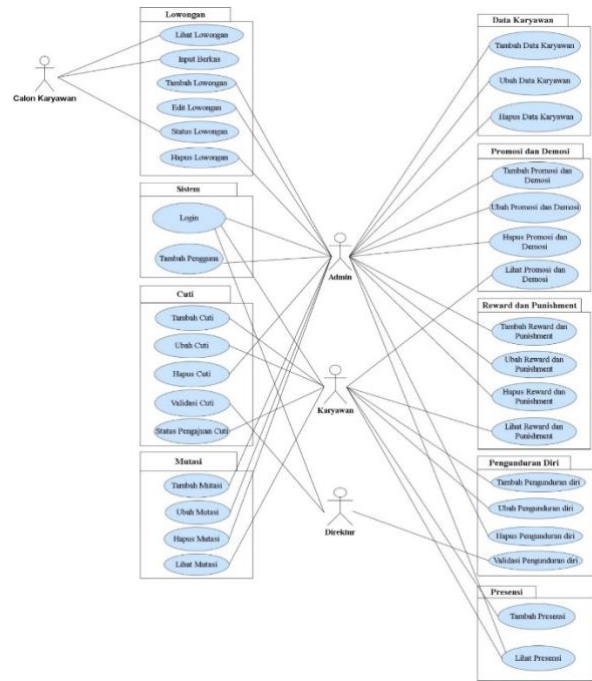 Lowongan
Lihat Lowongan
Input Berkas
Tambah Lowongan
Edit Lowongan
Status Lowongan
Hapus Lowongan
Calon Karyawan
Sistem
Login
Tambah Pengguna
Cuti
Tambah Cuti
Ubah Cuti
Hapus Cuti
Validasi Cuti
Status Pengajuan Cuti
Mutasi
Tambah Mutasi
Ubah Mutasi
Hapus Mutasi
Lihat Mutasi
Admin
Karyawan
Direktur
Data Karyawan
Tambah Data Karyawan
Ubah Data Karyawan
Hapus Data Karyawan
Promosi dan Demosi
Tambah Promosi dan
Demosi
Ubah Promosi dan Demosi
Hapus Promosi dan
Demosi
Lihat Promosi dan
Demosi
Reward dan Punishment
Tambah Reward dan
Punishment
Ubah Reward dan
Punishment
Hapus Reward dan
Punishment
Lihat Reward dan
Punishment
Pengunduran Diri
Tambah Pengunduran diri
Ubah Pengunduran diri
Hapus Pengunduran diri
Validasi Pengunduran diri
Presensi
Tambah Presensi
Lihat Presensi